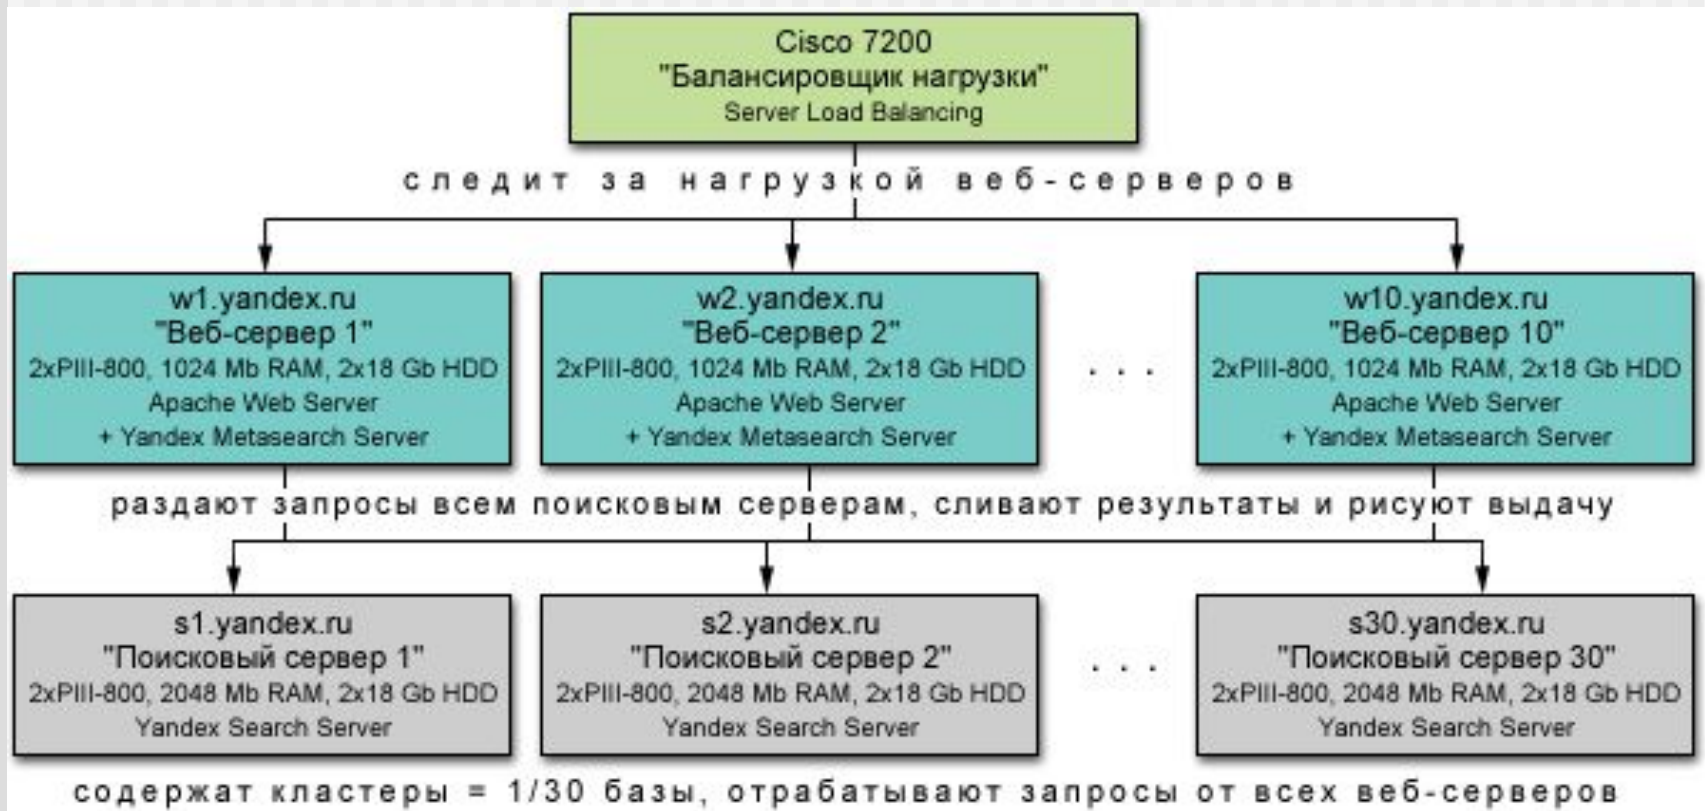 Cisco 7200
"Балансировщик нагрузки"
Server Load Balancing
следит за нагрузкой веб-серверов
w1.yandex.ru
"Веб-сервер 1"
2xPIII-800, 1024 Mb RAM, 2x18 Gb HDD
Apache Web Server
+ Yandex Metasearch Server
w2.yandex.ru
"Веб-сервер 2"
2xPIII-800, 1024 Mb RAM, 2x18 Gb HDD
Apache Web Server
+ Yandex Metasearch Server
. . .
w10.yandex.ru
"Веб-сервер 10"
2xPIII-800, 1024 Mb RAM, 2x18 Gb HDD
Apache Web Server
+ Yandex Metasearch Server
раздают запросы всем поисковым серверам, сливают результаты и рисуют выдачу
s1.yandex.ru
"Поисковый сервер 1"
2xPIII-800, 2048 Mb RAM, 2x18 Gb HDD
Yandex Search Server
s2.yandex.ru
"Поисковый сервер 2"
2xPIII-800, 2048 Mb RAM, 2x18 Gb HDD
Yandex Search Server
. . .
s30.yandex.ru
"Поисковый сервер 30"
2xPIII-800, 2048 Mb RAM, 2x18 Gb HDD
Yandex Search Server
содержат кластеры = 1/30 базы, отрабатывают запросы от всех веб-серверов